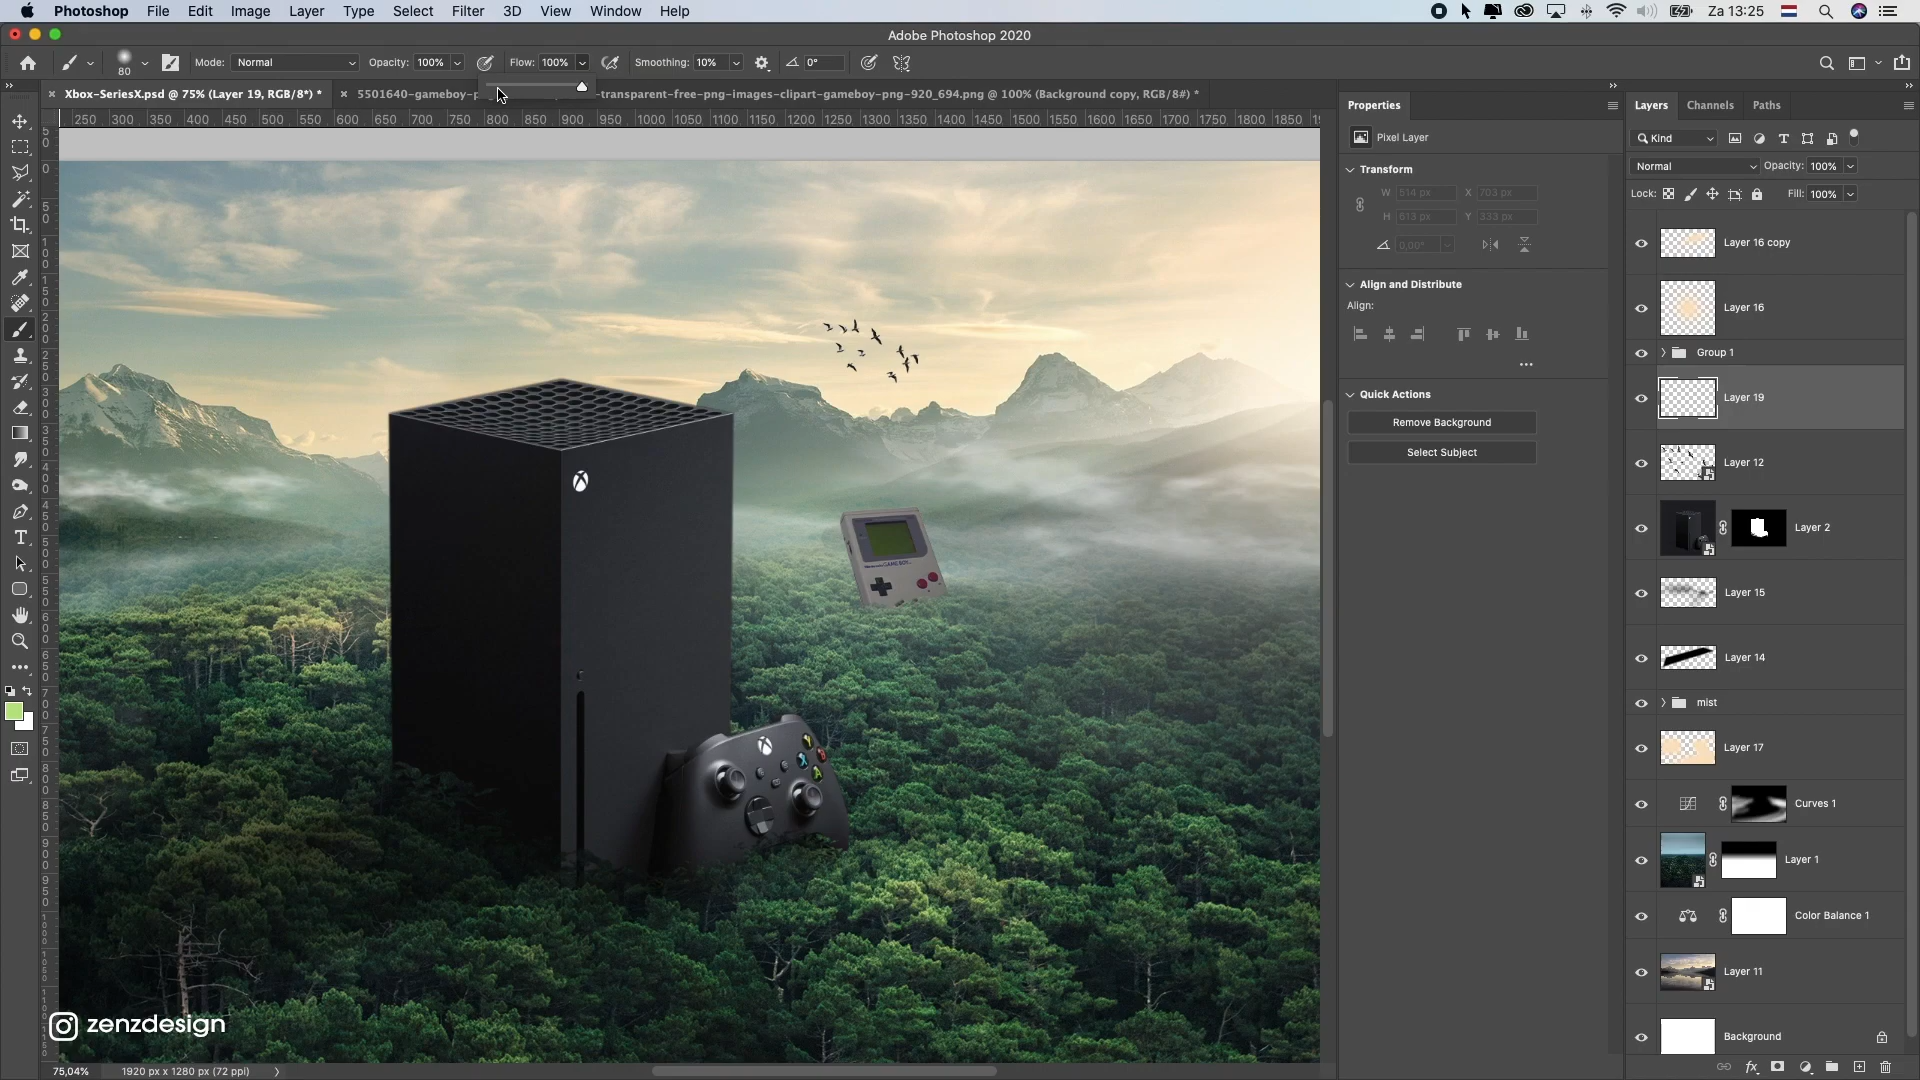 Photoshop File Edit Image Layer Type Select Filter 3D View Window Help Za 13:25
Adobe Photoshop 2020
80 Mode: Normal Opacity: 100% Flow: 100% Smoothing: 10% 0°
Xbox-SeriesX.psd @ 75% (Layer 19, RGB/8*) * 5501640-gameboy-p transparent-free-png-images-clipart-gameboy-png-920_694.png @ 100% (Background copy, RGB/8#) *
250 300 350 400 450 500 550 600 650 700 750 800 850 900 950 1000 1050 1100 1150 1200 1250 1300 1350 1400 1450 1500 1550 1600 1650 1700 1750 1800 1850
Properties
Pixel Layer
Transform
W 514 px X 703 px
H 613 px Y 333 px
0,00°
Align and Distribute
Align:
Quick Actions
Remove Background
Select Subject
Layers Channels Paths
Kind
Normal Opacity: 100%
Lock: Fill: 100%
Layer 16 copy
Layer 16
Group 1
Layer 19
Layer 12
Layer 2
Layer 15
Layer 14
mist
Layer 17
Curves 1
Layer 1
Color Balance 1
Layer 11
Background
GAME BOY
Y
X
B
A
zenzdesign
75,04% 1920 px x 1280 px (72 ppi)